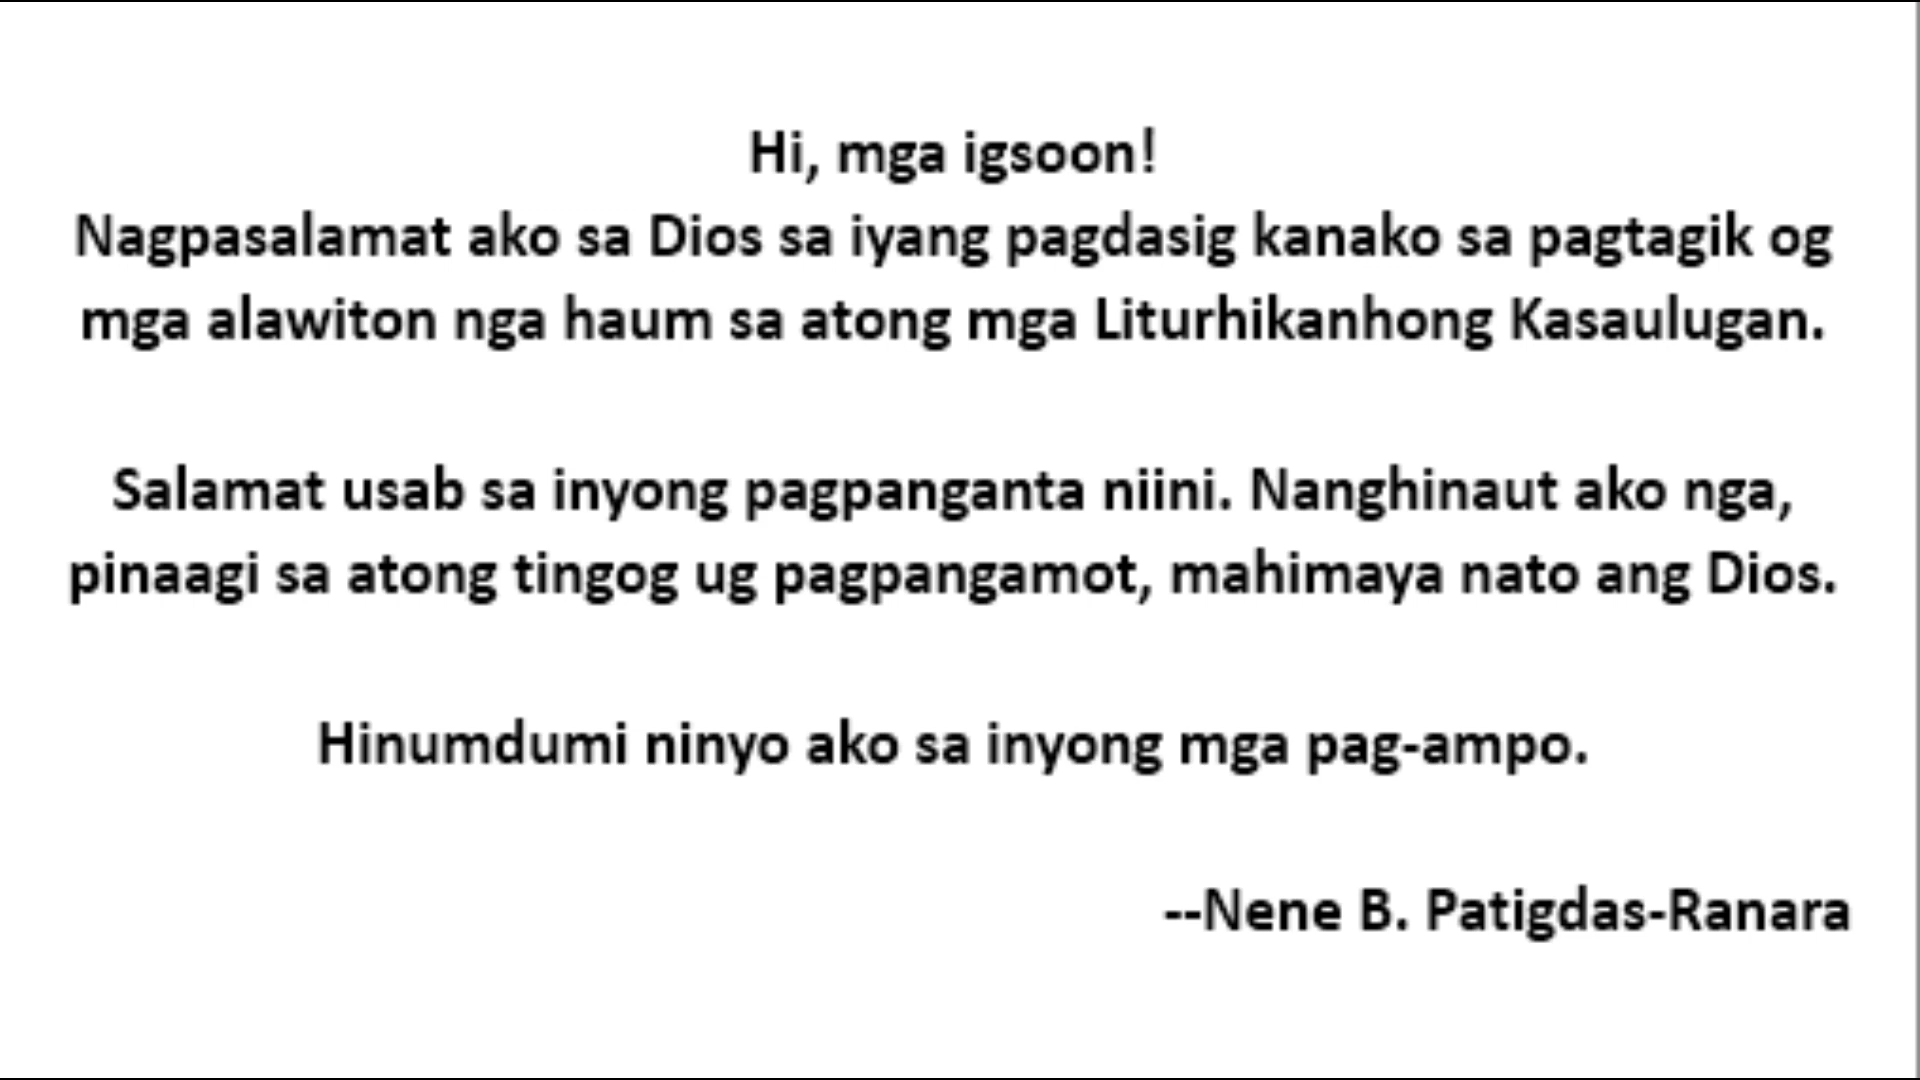 Hi, mga igsoon!
Nagpasalamat ako sa Dios sa iyang pagdasig kanako sa pagtagik og
mga alawiton nga haum sa atong mga Liturhikanhong Kasaulugan.
Salamat usab sa inyong pagpanganta niini. Nanghinaut ako nga,
pinaagi sa atong tingog ug pagpangamot, mahimaya nato ang Dios.
Hinumdumi ninyo ako sa inyong mga pag-ampo.
--Nene B. Patigdas-Ranara